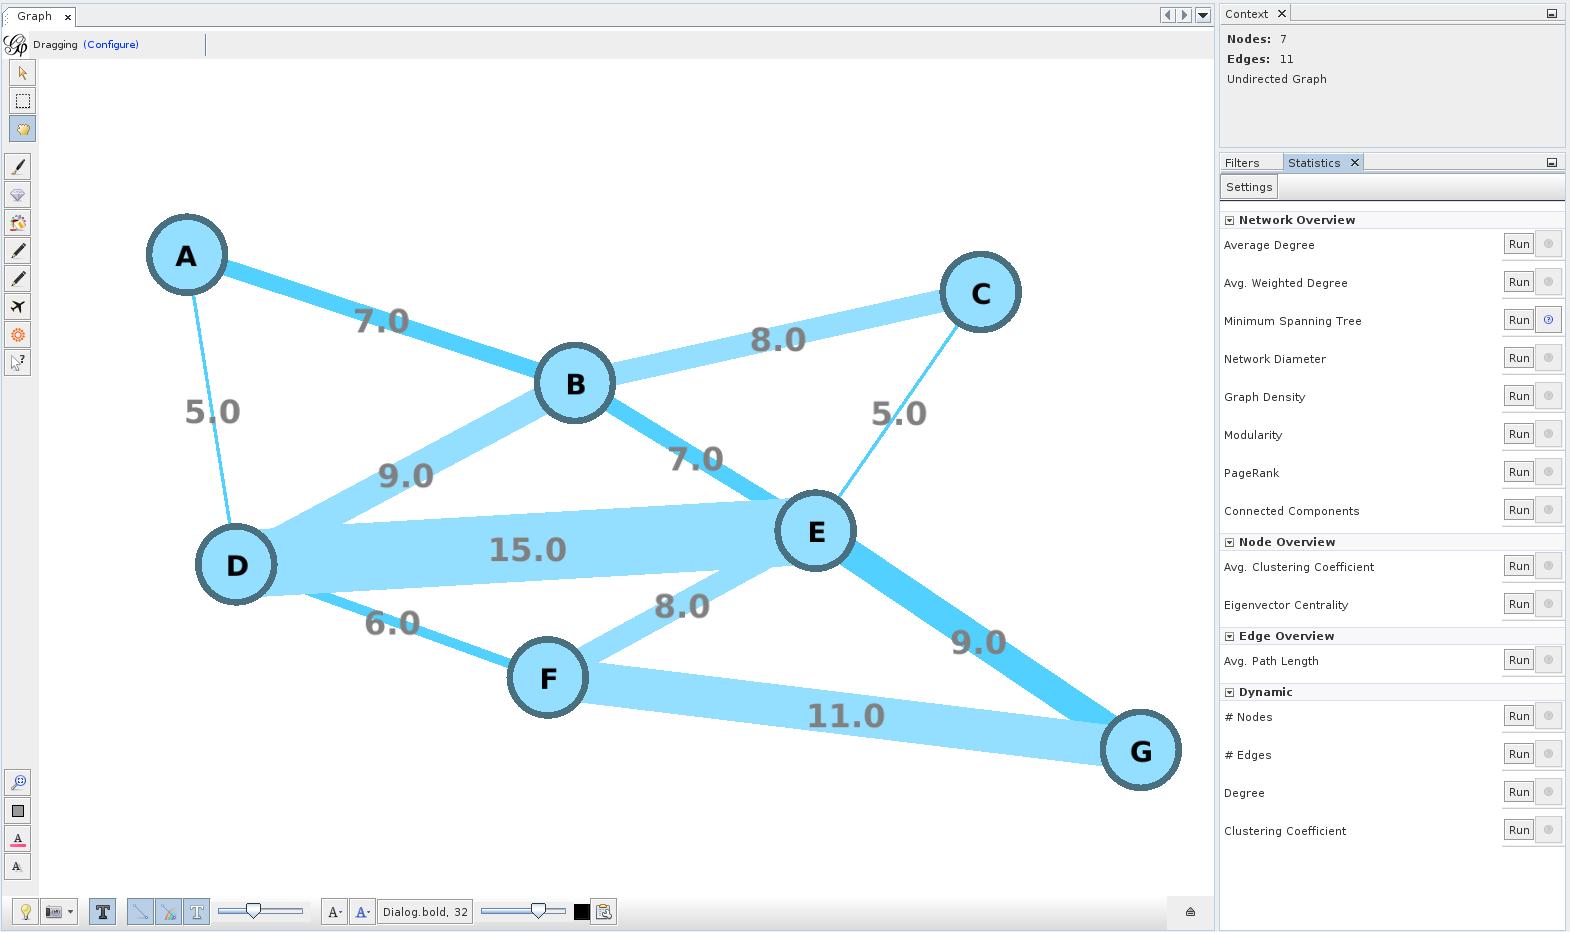 Graph
Dragging (Configure)
A
B
C
D
E
F
G
7.0
8.0
5.0
5.0
9.0
7.0
15.0
6.0
8.0
9.0
11.0
T
T
A
A
Dialog.bold, 32
A
A
Context
Nodes: 7
Edges: 11
Undirected Graph
Filters Statistics
Settings
Network Overview
Average Degree Run
Avg. Weighted Degree Run
Minimum Spanning Tree Run
Network Diameter Run
Graph Density Run
Modularity Run
PageRank Run
Connected Components Run
Node Overview
Avg. Clustering Coefficient Run
Eigenvector Centrality Run
Edge Overview
Avg. Path Length Run
Dynamic
# Nodes Run
# Edges Run
Degree Run
Clustering Coefficient Run